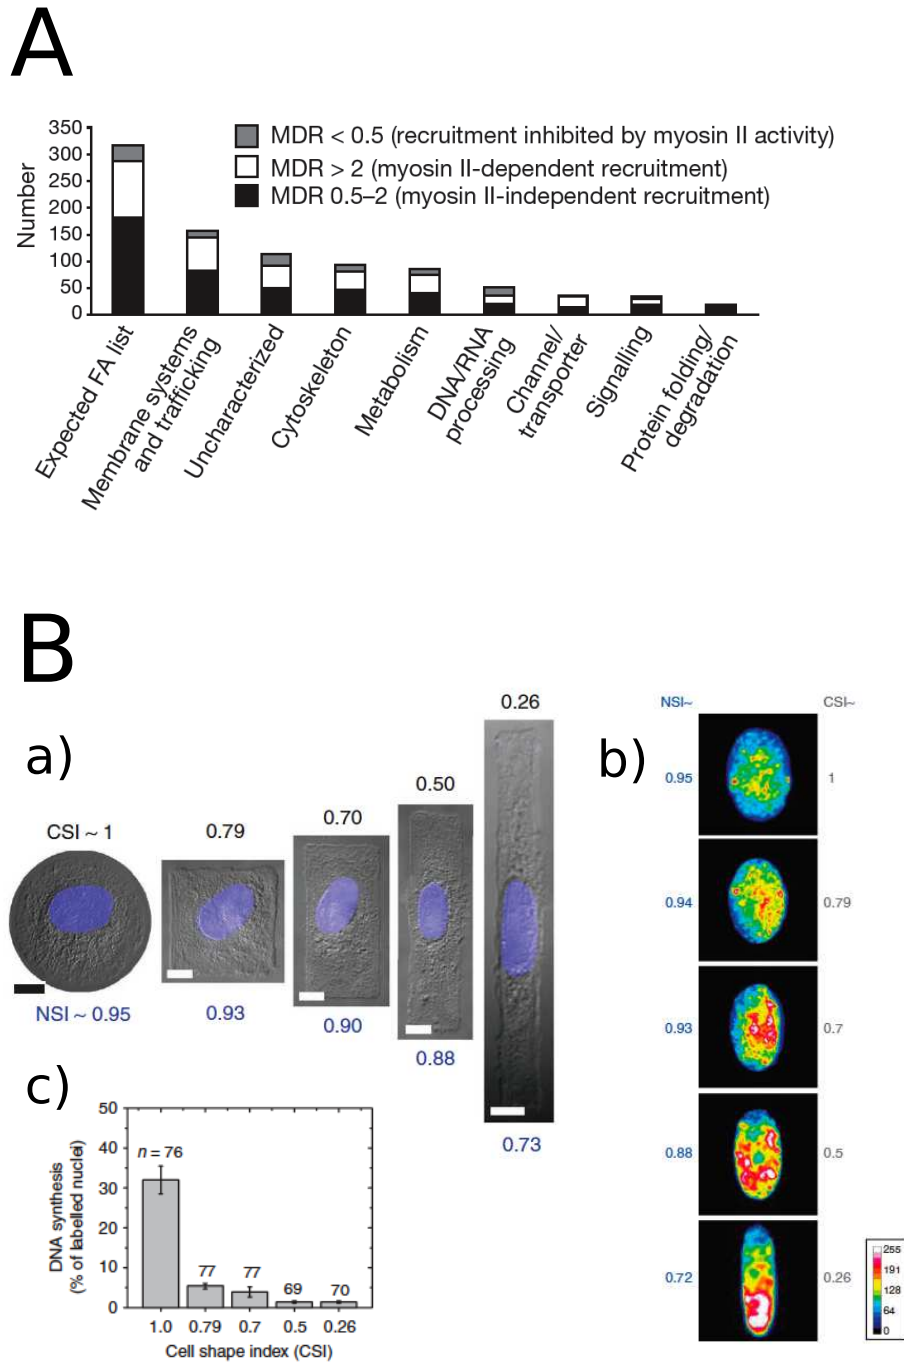 A
350
300
250
200
150
100
50
0
Number
MDR < 0.5 (recruitment inhibited by myosin II activity)
MDR > 2 (myosin II-dependent recruitment)
MDR 0.5–2 (myosin II-independent recruitment)
Expected FA list
Membrane systems
and trafficking
Uncharacterized
Cytoskeleton
Metabolism
DNA/RNA
processing
Channel/
transporter
Signalling
Protein folding/
degradation
B
a)
CSI ~ 1
0.79
0.70
0.50
0.26
NSI ~ 0.95
0.93
0.90
0.88
0.73
b)
NSI~
CSI~
0.95
1
0.94
0.79
0.93
0.7
0.88
0.5
0.72
0.26
255
191
128
64
0
c)
50
40
30
20
10
0
DNA synthesis
(% of labelled nuclei)
n = 76
77
77
69
70
1.0
0.79
0.7
0.5
0.26
Cell shape index (CSI)